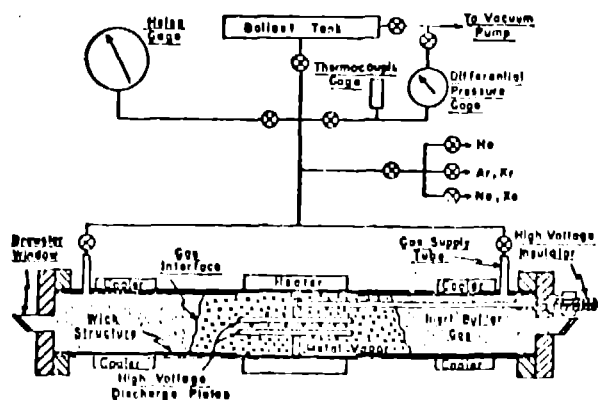 Heise
Gage
Ballast Tank
To Vacuum
Pump
Thermocouple
Gage
Differential
Pressure
Gage
He
Ar, Kr
Ne, Xe
Brewster
Window
Gas
Interface
Gas Supply
Tube
High Voltage
Insulator
Cooler
Heater
Cooler
Wick
Structure
Inert Buffer
Gas
Metal Vapor
Cooler
Cooler
High Voltage
Discharge Plates